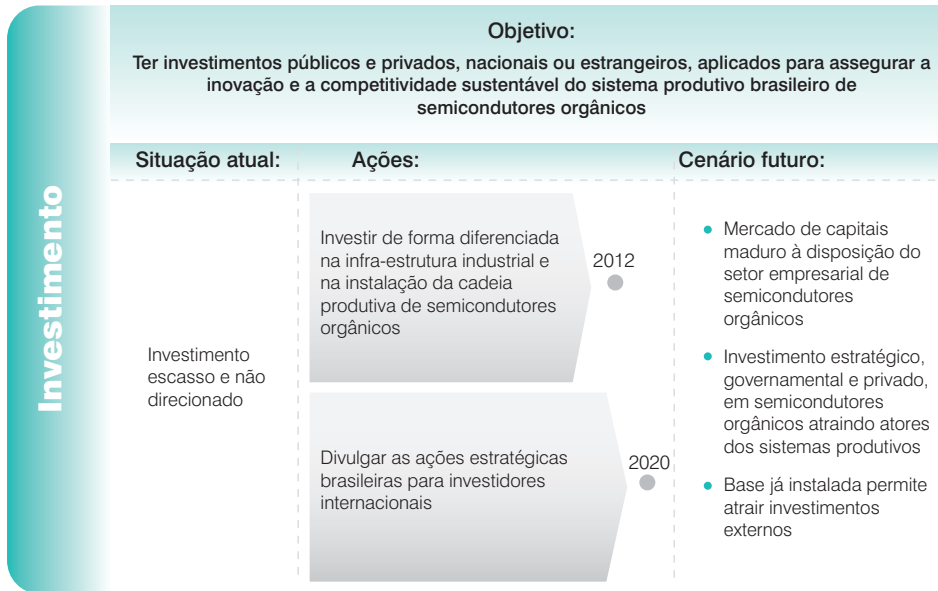 Investimento
Objetivo:
Ter investimentos públicos e privados, nacionais ou estrangeiros, aplicados para assegurar a
inovação e a competitividade sustentável do sistema produtivo brasileiro de
semicondutores orgânicos
Situação atual:
Ações:
Cenário futuro:
Investimento
escasso e não
direcionado
Investir de forma diferenciada
na infra-estrutura industrial e
na instalação da cadeia
produtiva de semicondutores
orgânicos
2012
Divulgar as ações estratégicas
brasileiras para investidores
internacionais
2020
• Mercado de capitais
maduro à disposição do
setor empresarial de
semicondutores
orgânicos
• Investimento estratégico,
governamental e privado,
em semicondutores
orgânicos atraindo atores
dos sistemas produtivos
• Base já instalada permite
atrair investimentos
externos